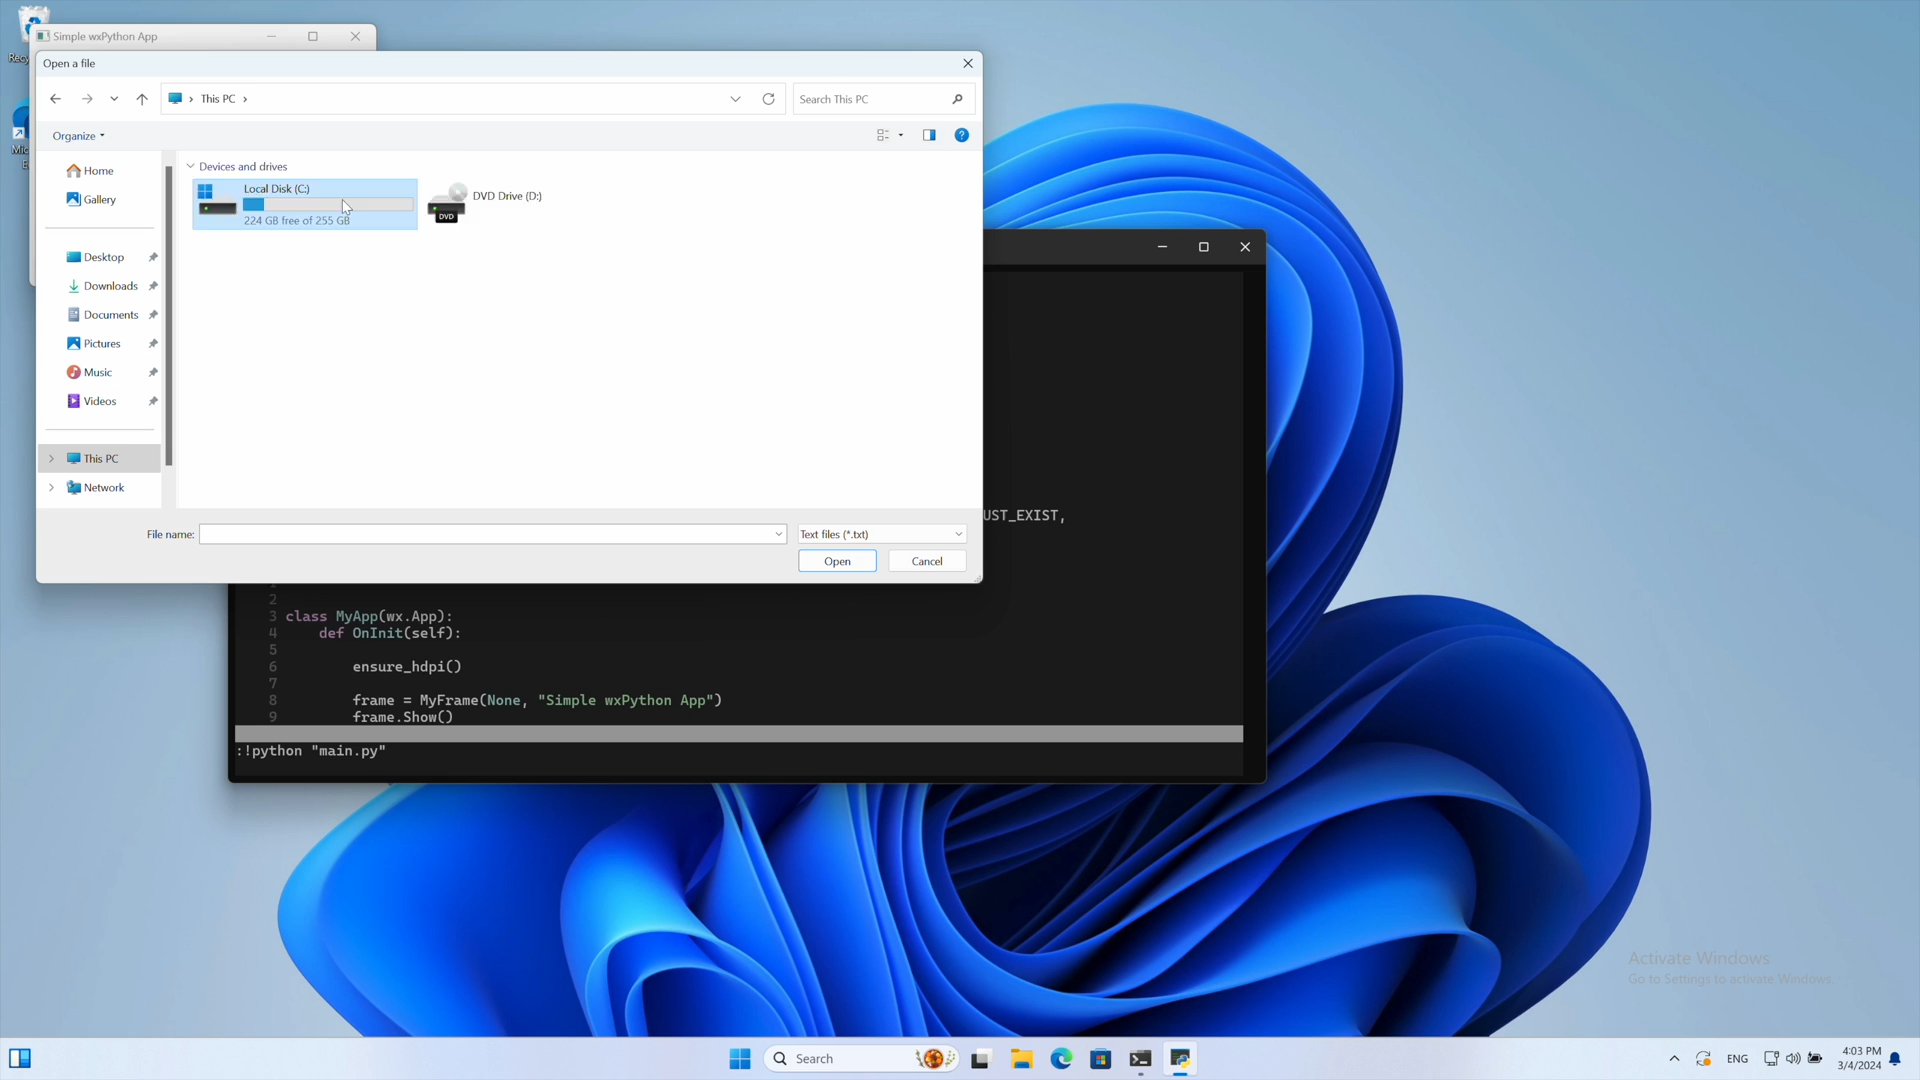 Simple wxPython App
Open a file
This PC
Search This PC
Organize
Home
Gallery
Desktop
Downloads
Documents
Pictures
Music
Videos
This PC
Network
Devices and drives
Local Disk (C:)
224 GB free of 255 GB
DVD Drive (D:)
DVD
File name:
Text files (*.txt)
Open
Cancel
UST_EXIST,
2
3 class MyApp(wx.App):
4 def OnInit(self):
5
6 ensure_hdpi()
7
8 frame = MyFrame(None, "Simple wxPython App")
9 frame.Show()
:!python "main.py"
Activate Windows
Go to Settings to activate Windows.
Search
ENG
4:03 PM
3/4/2024